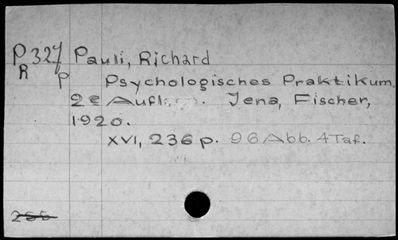 P327 Pauli, Richard
R
p Psychologisches Praktikum.
2e Aufl. Jena, Fischer,
1920.
XVI, 236 p. 96 Abb. 4 Taf.